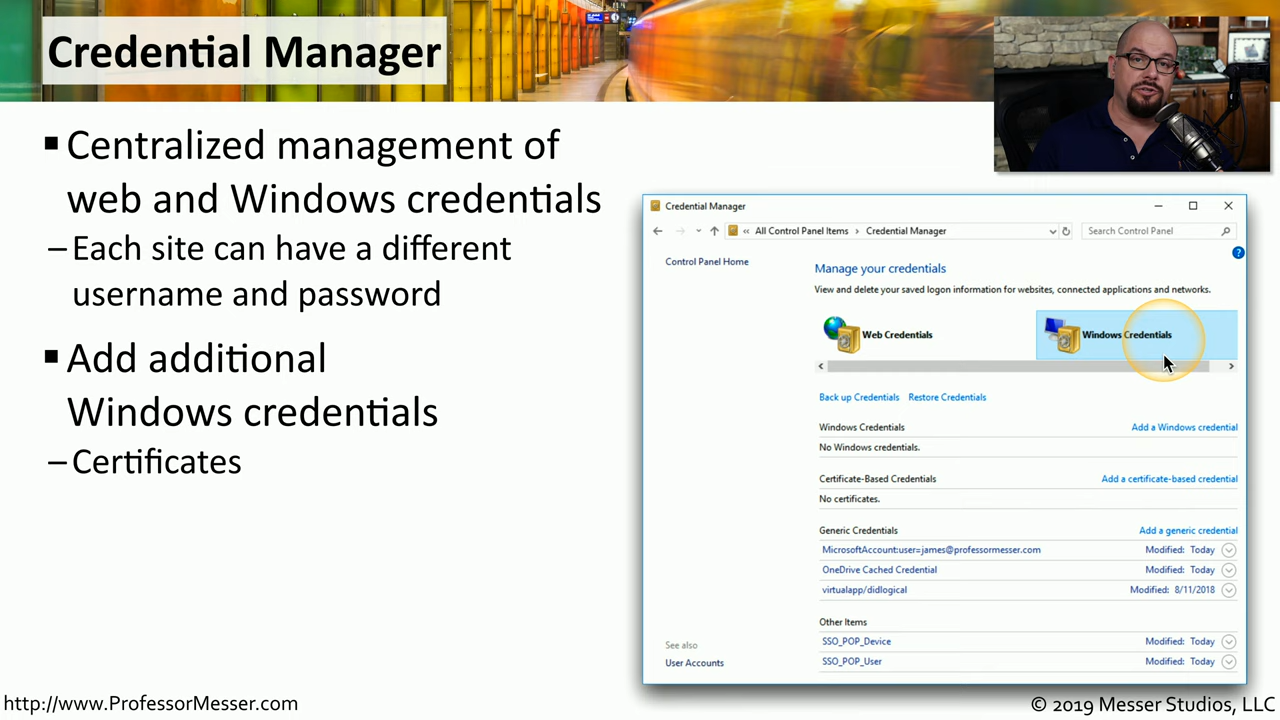 Credential Manager
▪ Centralized management of
web and Windows credentials
– Each site can have a different
username and password
▪ Add additional
Windows credentials
– Certificates
Credential Manager
« All Control Panel Items › Credential Manager
Search Control Panel
Control Panel Home
Manage your credentials
View and delete your saved logon information for websites, connected applications and networks.
Web Credentials
Windows Credentials
Back up Credentials Restore Credentials
Windows Credentials Add a Windows credential
No Windows credentials.
Certificate-Based Credentials Add a certificate-based credential
No certificates.
Generic Credentials Add a generic credential
MicrosoftAccount:user=james@professormesser.com Modified: Today
OneDrive Cached Credential Modified: Today
virtualapp/didlogical Modified: 8/11/2018
Other Items
SSO_POP_Device Modified: Today
SSO_POP_User Modified: Today
See also
User Accounts
http://www.ProfessorMesser.com
© 2019 Messer Studios, LLC